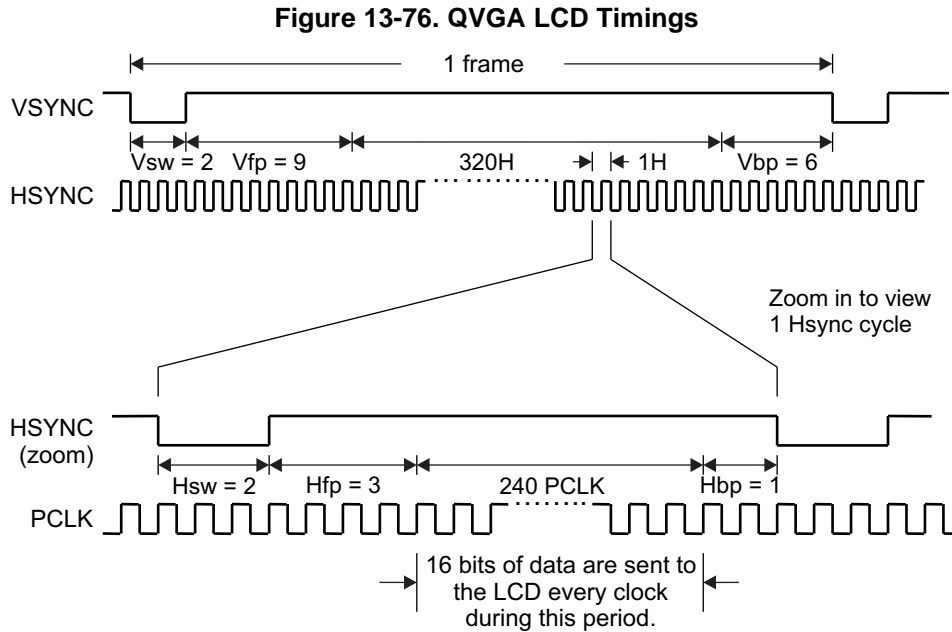 Figure 13-76. QVGA LCD Timings
1 frame
VSYNC
Vsw = 2
Vfp = 9
320H
1H
Vbp = 6
HSYNC
Zoom in to view
1 Hsync cycle
HSYNC
(zoom)
Hsw = 2
Hfp = 3
240 PCLK
Hbp = 1
PCLK
16 bits of data are sent to
the LCD every clock
during this period.